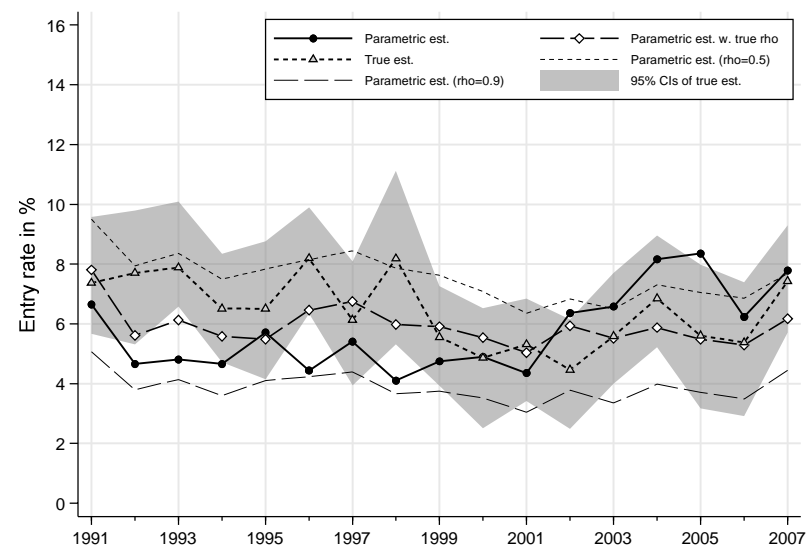 Parametric est.
Parametric est. w. true rho
True est.
Parametric est. (rho=0.5)
Parametric est. (rho=0.9)
95% CIs of true est.
Entry rate in %
16
14
12
10
8
6
4
2
0
1991 1993 1995 1997 1999 2001 2003 2005 2007